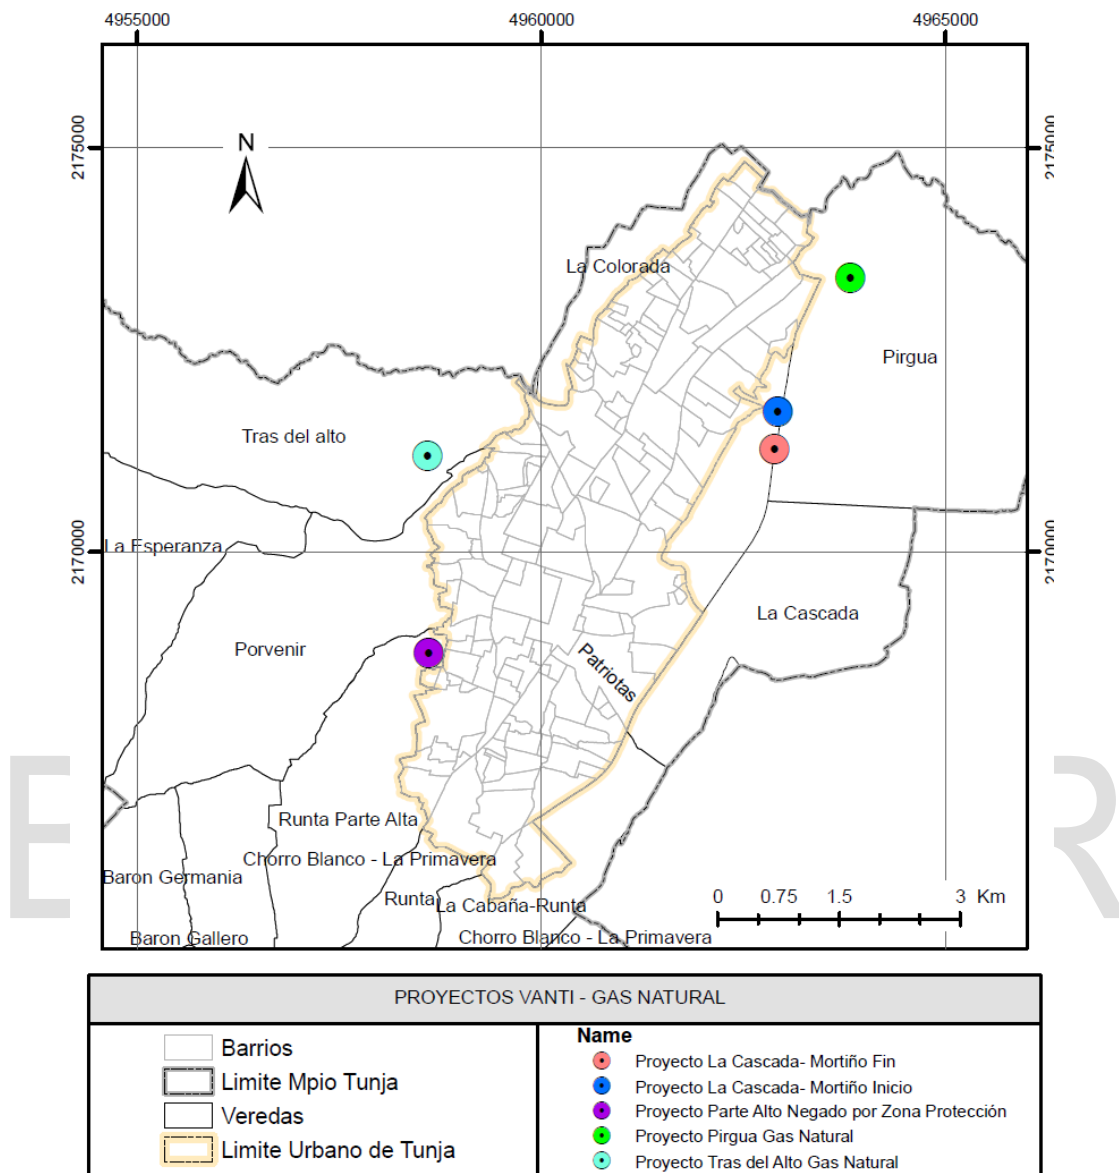 4955000 4960000 4965000
2175000
2175000
N
La Colorada
Pirgua
Tras del alto
La Esperanza
2170000
2170000
La Cascada
Porvenir
Patriotas
E R
Runta Parte Alta
Chorro Blanco - La Primavera
Baron Germania
Runta
La Cabaña-Runta
0 0.75 1.5 3 Km
Baron Gallero
Chorro Blanco - La Primavera
PROYECTOS VANTI - GAS NATURAL
Barrios
Limite Mpio Tunja
Veredas
Limite Urbano de Tunja
Name
Proyecto La Cascada- Mortiño Fin
Proyecto La Cascada- Mortiño Inicio
Proyecto Parte Alto Negado por Zona Protección
Proyecto Pirgua Gas Natural
Proyecto Tras del Alto Gas Natural